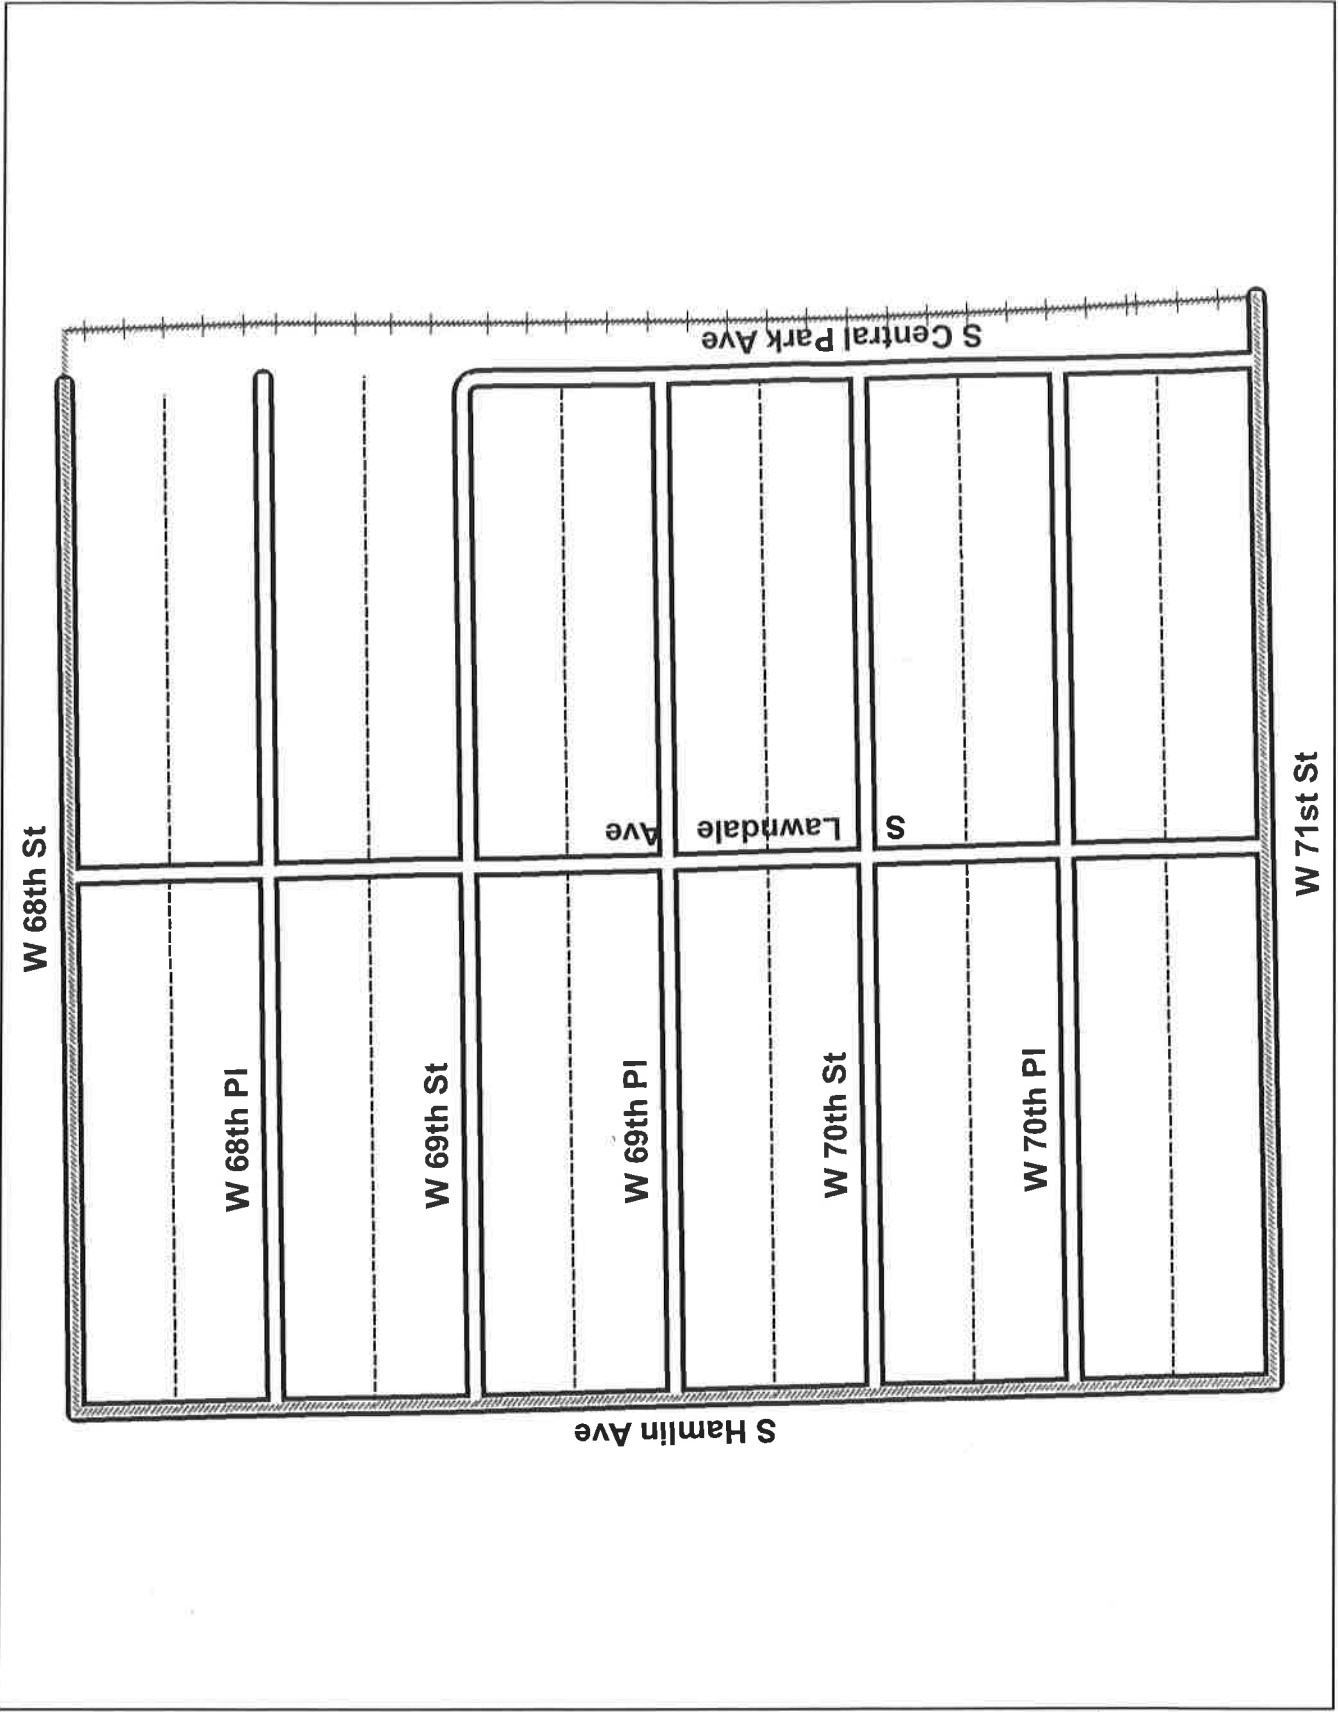 W 68th St
W 68th Pl
W 69th St
W 69th Pl
W 70th St
W 70th Pl
W 71st St
S Hamlin Ave
S Lawndale Ave
S Central Park Ave